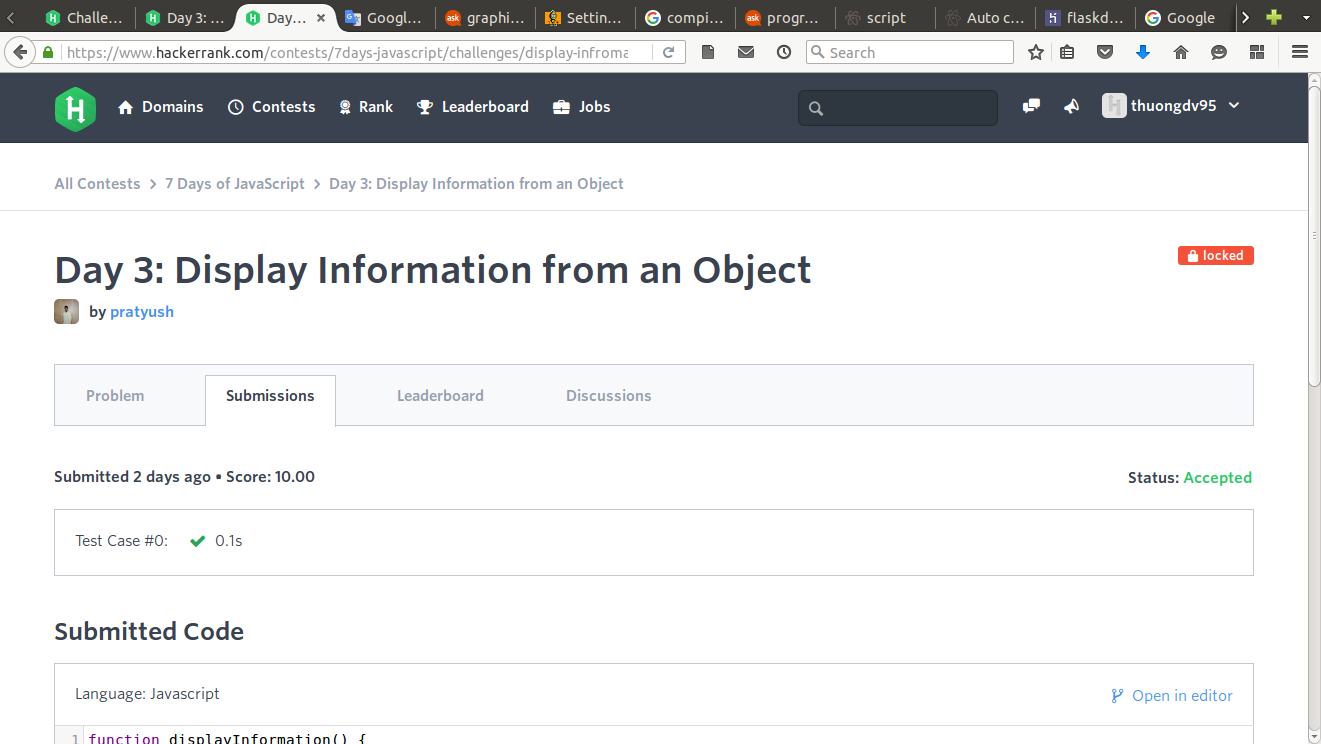 Challe... Day 3: ... Day... × Googl... graphi... Settin... compi... progr... script Auto c... flaskd... Google
https://www.hackerrank.com/contests/7days-javascript/challenges/display-infroma Search
Domains Contests Rank Leaderboard Jobs thuongdv95
All Contests > 7 Days of JavaScript > Day 3: Display Information from an Object
Day 3: Display Information from an Object locked
by pratyush
Problem Submissions Leaderboard Discussions
Submitted 2 days ago • Score: 10.00 Status: Accepted
Test Case #0: 0.1s
Submitted Code
Language: Javascript Open in editor
1 function displayInformation() {